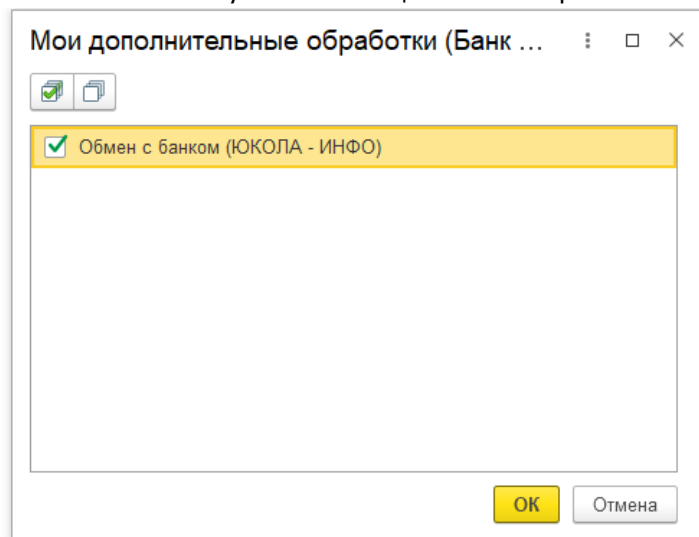 Мои дополнительные обработки (Банк ...
Обмен с банком (ЮКОЛА - ИНФО)
ОК
Отмена